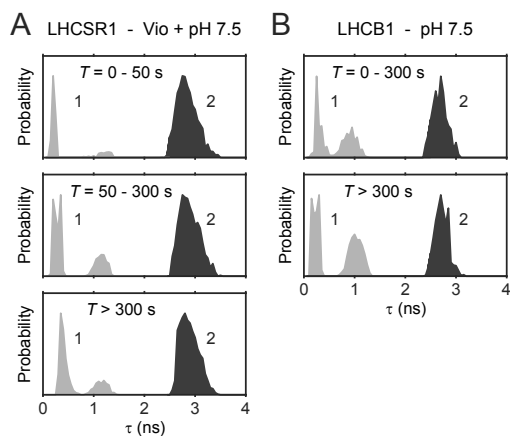 A
LHCSR1 - Vio + pH 7.5
Probability
T = 0 - 50 s
1
2
Probability
T = 50 - 300 s
1
2
Probability
T > 300 s
1
2
0 1 2 3 4
τ (ns)
B
LHCB1 - pH 7.5
Probability
T = 0 - 300 s
1
2
Probability
T > 300 s
1
2
0 1 2 3 4
τ (ns)